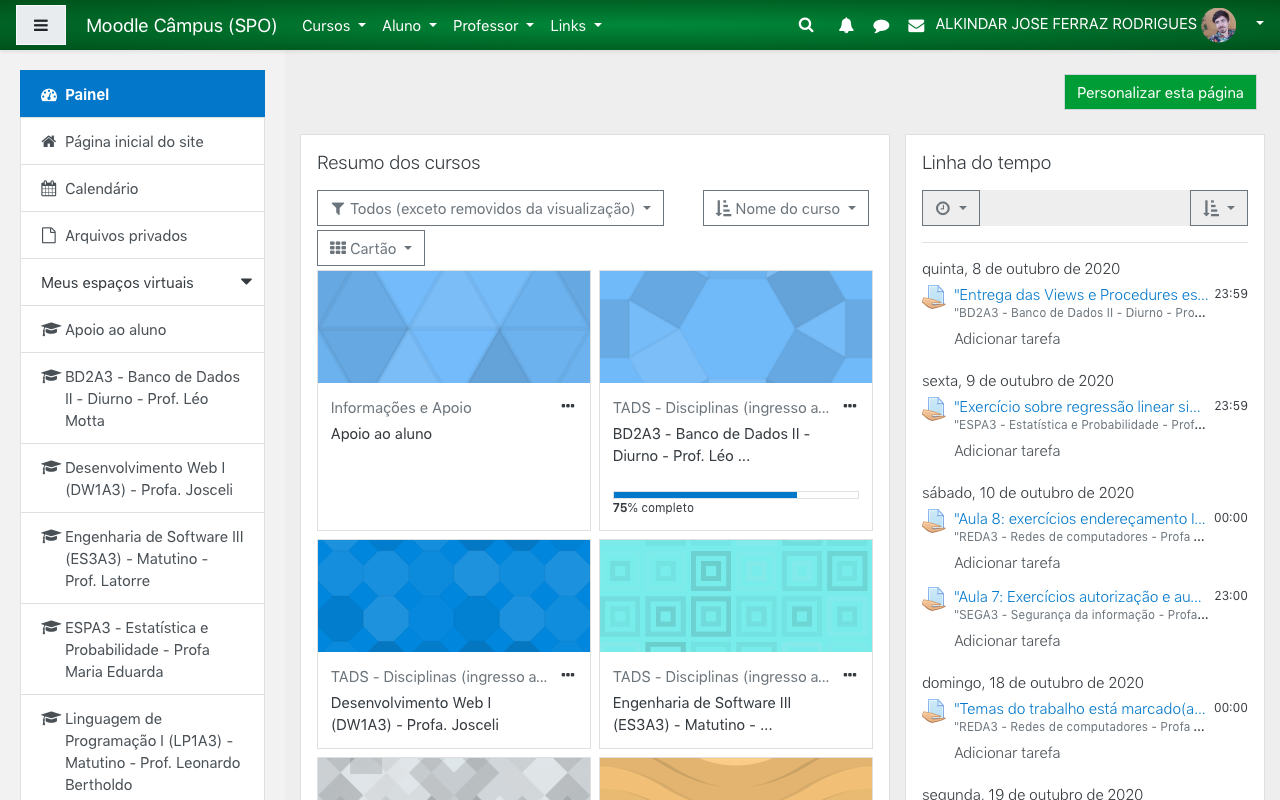 Moodle Câmpus (SPO)
Cursos
Aluno
Professor
Links
ALKINDAR JOSE FERRAZ RODRIGUES
Painel
Página inicial do site
Calendário
Arquivos privados
Meus espaços virtuais
Apoio ao aluno
BD2A3 - Banco de Dados
II - Diurno - Prof. Léo
Motta
Desenvolvimento Web I
(DW1A3) - Profa. Josceli
Engenharia de Software III
(ES3A3) - Matutino -
Prof. Latorre
ESPA3 - Estatística e
Probabilidade - Profa
Maria Eduarda
Linguagem de
Programação I (LP1A3) -
Matutino - Prof. Leonardo
Bertholdo
Personalizar esta página
Resumo dos cursos
Todos (exceto removidos da visualização)
Nome do curso
Cartão
Informações e Apoio
Apoio ao aluno
TADS - Disciplinas (ingresso a...
BD2A3 - Banco de Dados II -
Diurno - Prof. Léo ...
75% completo
TADS - Disciplinas (ingresso a...
Desenvolvimento Web I
(DW1A3) - Profa. Josceli
TADS - Disciplinas (ingresso a...
Engenharia de Software III
(ES3A3) - Matutino - ...
Linha do tempo
quinta, 8 de outubro de 2020
"Entrega das Views e Procedures es... 23:59
"BD2A3 - Banco de Dados II - Diurno - Pro...
Adicionar tarefa
sexta, 9 de outubro de 2020
"Exercício sobre regressão linear si... 23:59
"ESPA3 - Estatística e Probabilidade - Prof...
Adicionar tarefa
sábado, 10 de outubro de 2020
"Aula 8: exercícios endereçamento I... 00:00
"REDA3 - Redes de computadores - Profa ...
Adicionar tarefa
"Aula 7: Exercícios autorização e au... 23:00
"SEGA3 - Segurança da informação - Profa...
Adicionar tarefa
domingo, 18 de outubro de 2020
"Temas do trabalho está marcado(a... 00:00
"REDA3 - Redes de computadores - Profa ...
Adicionar tarefa
segunda, 19 de outubro de 2020